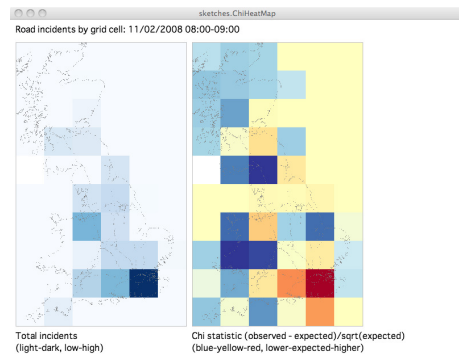 sketches.ChiHeatMap
Road incidents by grid cell: 11/02/2008 08:00-09:00
Total incidents
(light-dark, low-high)
Chi statistic (observed - expected)/sqrt(expected)
(blue-yellow-red, lower-expected-higher)